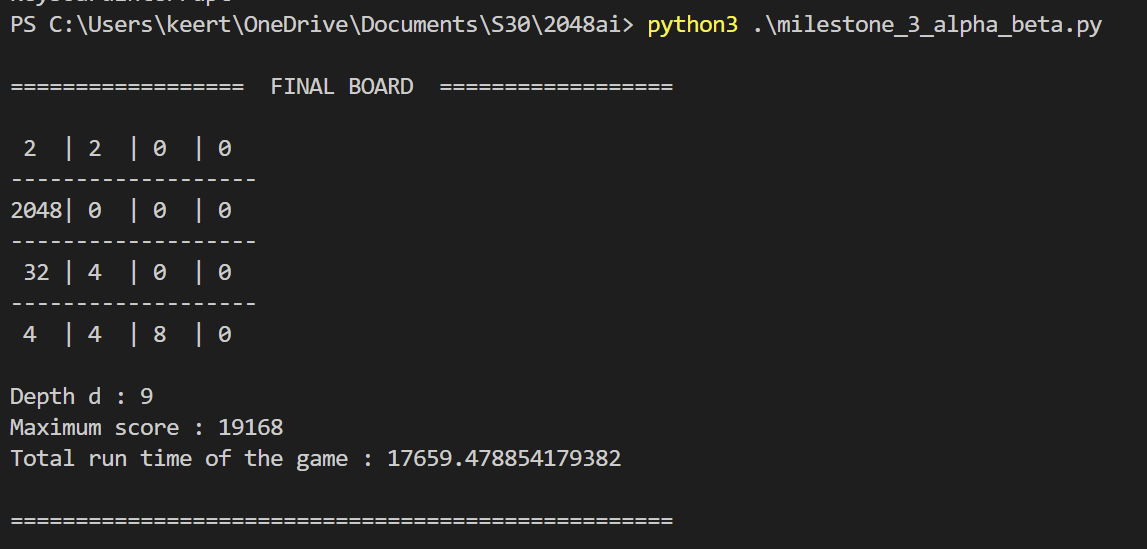 PS C:\Users\keert\OneDrive\Documents\S30\2048ai> python3 .\milestone_3_alpha_beta.py
================== FINAL BOARD ==================
2 | 2 | 0 | 0
-------------------
2048| 0 | 0 | 0
-------------------
32 | 4 | 0 | 0
-------------------
4 | 4 | 8 | 0
Depth d : 9
Maximum score : 19168
Total run time of the game : 17659.478854179382
===================================================